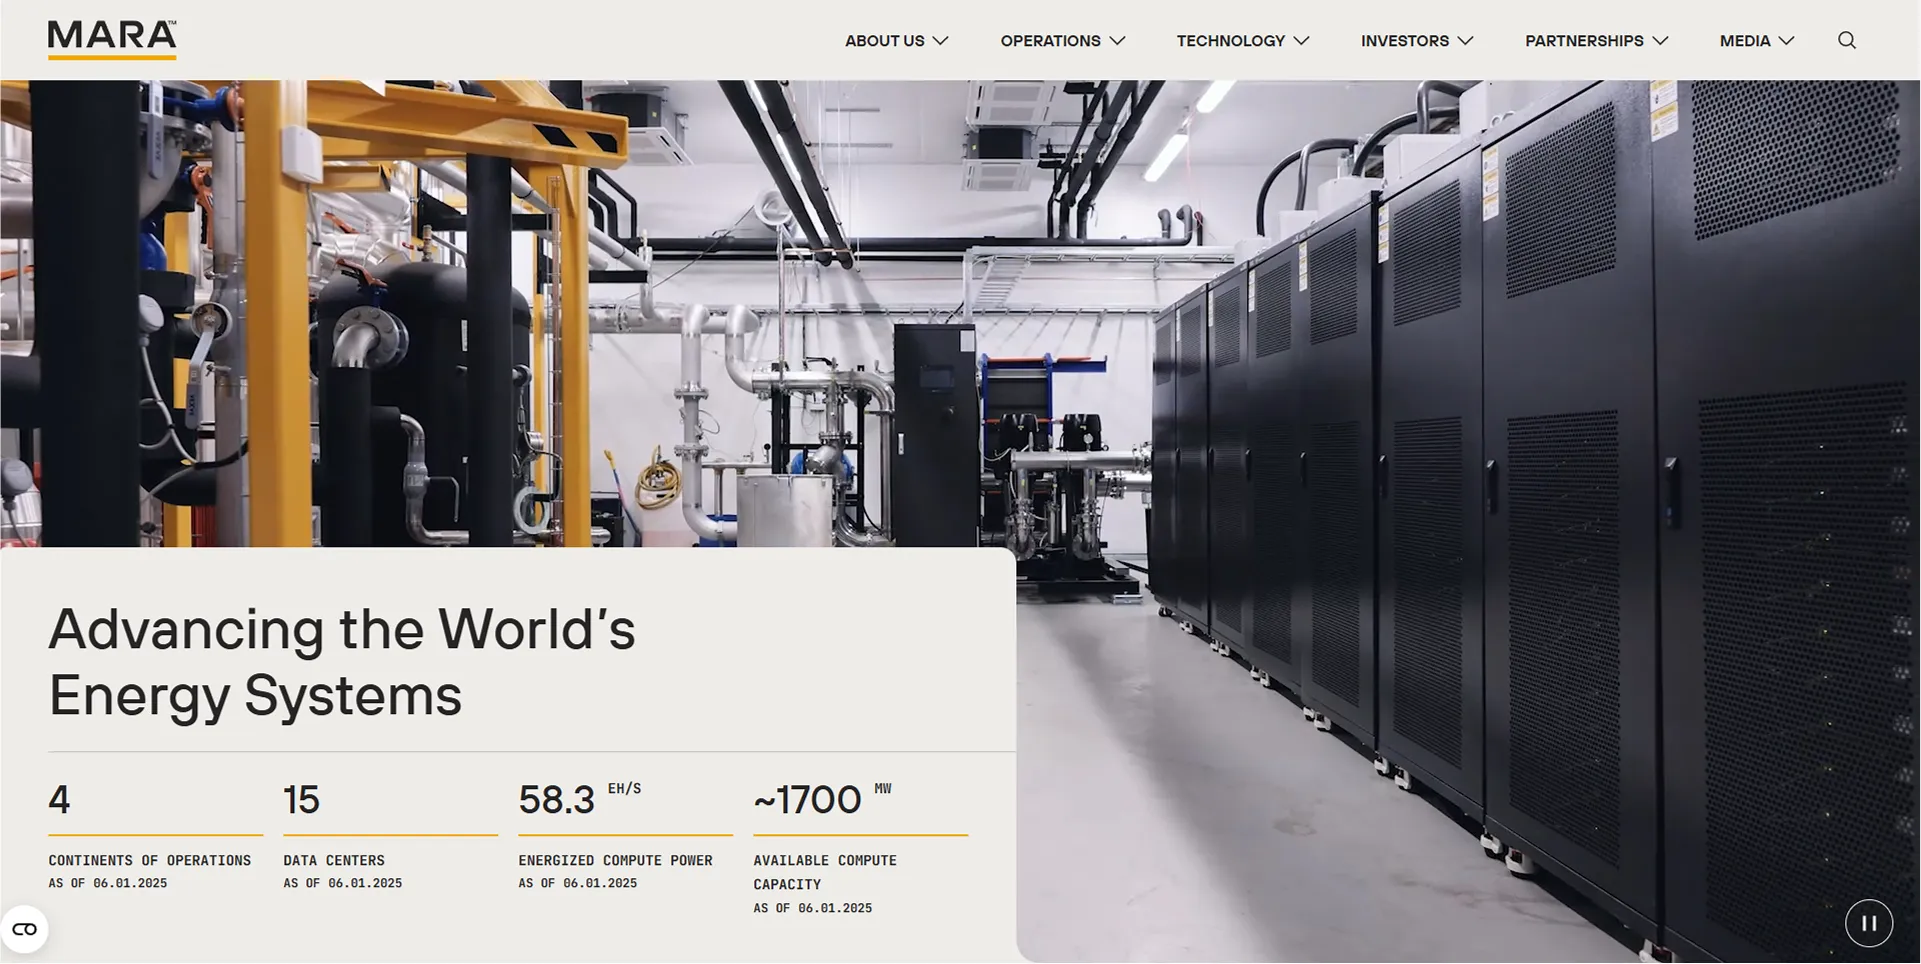 MARA™
ABOUT US
OPERATIONS
TECHNOLOGY
INVESTORS
PARTNERSHIPS
MEDIA
Advancing the World’s
Energy Systems
4
CONTINENTS OF OPERATIONS
AS OF 06.01.2025
15
DATA CENTERS
AS OF 06.01.2025
58.3 EH/S
ENERGIZED COMPUTE POWER
AS OF 06.01.2025
~1700 MW
AVAILABLE COMPUTE
CAPACITY
AS OF 06.01.2025